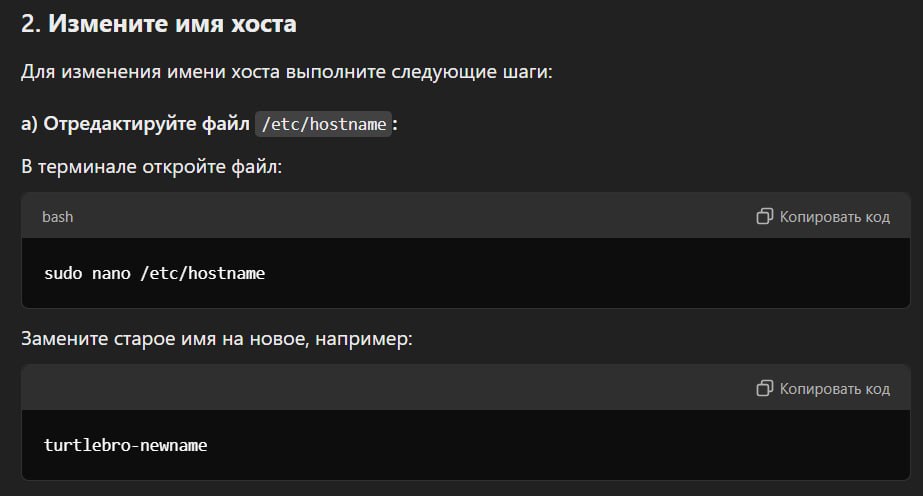 2. Измените имя хоста
Для изменения имени хоста выполните следующие шаги:
a) Отредактируйте файл /etc/hostname:
В терминале откройте файл:
bash
Копировать код
sudo nano /etc/hostname
Замените старое имя на новое, например:
Копировать код
turtlebro-newname